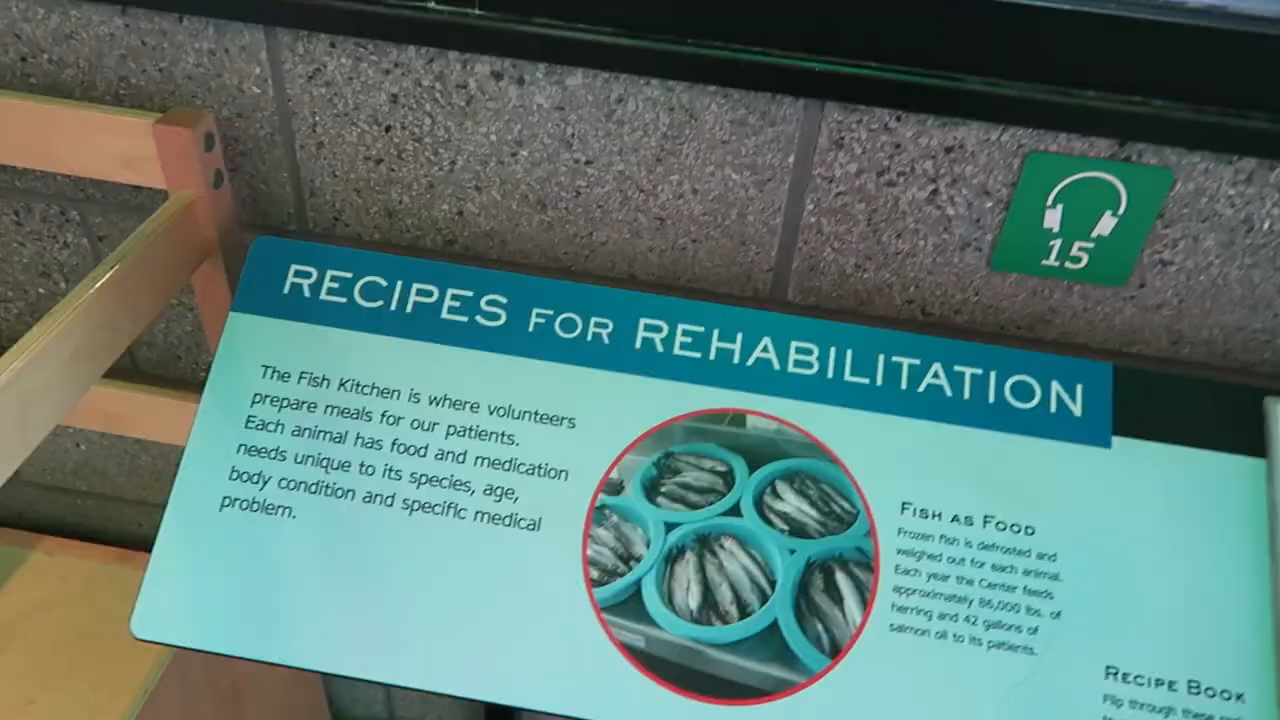 15
RECIPES FOR REHABILITATION
The Fish Kitchen is where volunteers
prepare meals for our patients.
Each animal has food and medication
needs unique to its species, age,
body condition and specific medical
problem.
FISH AS FOOD
Frozen fish is defrosted and
weighed out for each animal.
Each year the Center feeds
approximately 86,000 lbs. of
herring and 42 gallons of
salmon oil to its patients.
RECIPE BOOK
Flip through these